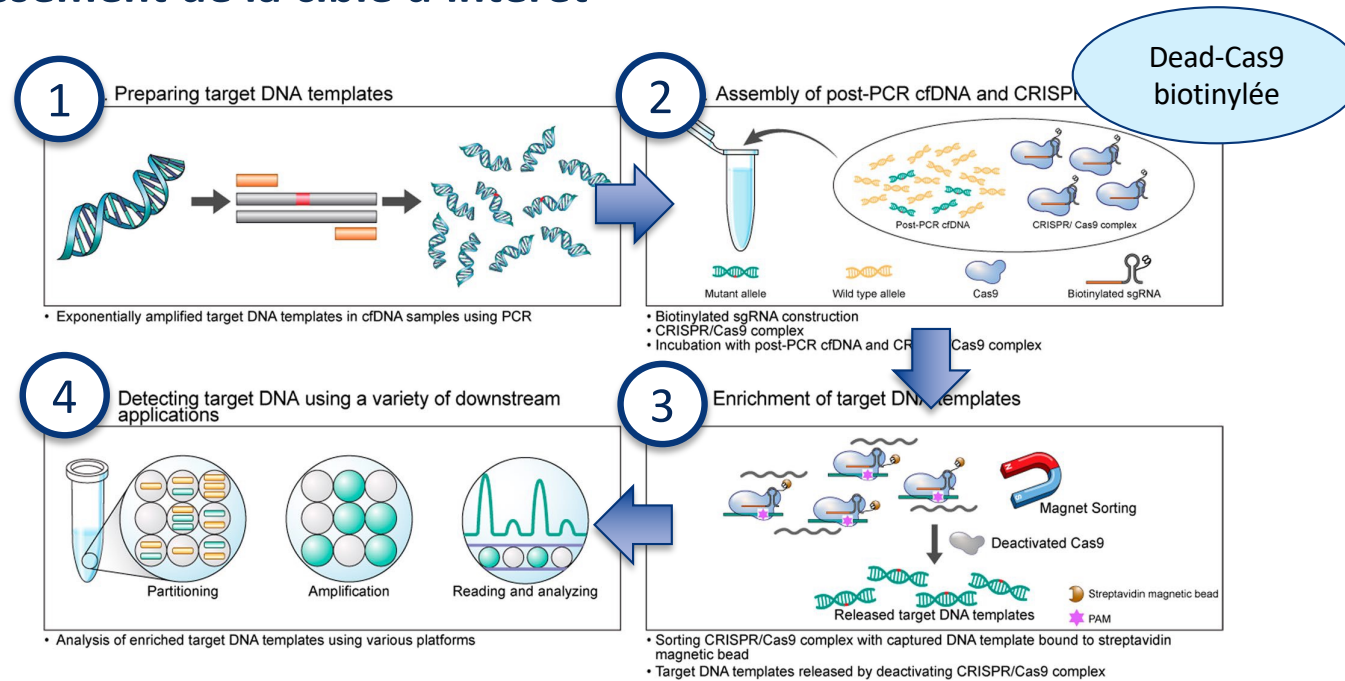 Dead-Cas9
biotinylée
1
. Preparing target DNA templates
• Exponentially amplified target DNA templates in cfDNA samples using PCR
2
. Assembly of post-PCR cfDNA and CRISP
Post-PCR cfDNA
CRISPR/ Cas9 complex
Mutant allele
Wild type allele
Cas9
Biotinylated sgRNA
• Biotinylated sgRNA construction
• CRISPR/Cas9 complex
• Incubation with post-PCR cfDNA and CR Cas9 complex
3
Enrichment of target DNA templates
N
S
Magnet Sorting
Deactivated Cas9
Released target DNA templates
Streptavidin magnetic bead
PAM
• Sorting CRISPR/Cas9 complex with captured DNA template bound to streptavidin
magnetic bead
• Target DNA templates released by deactivating CRISPR/Cas9 complex
4
Detecting target DNA using a variety of downstream
applications
Partitioning
Amplification
Reading and analyzing
• Analysis of enriched target DNA templates using various platforms